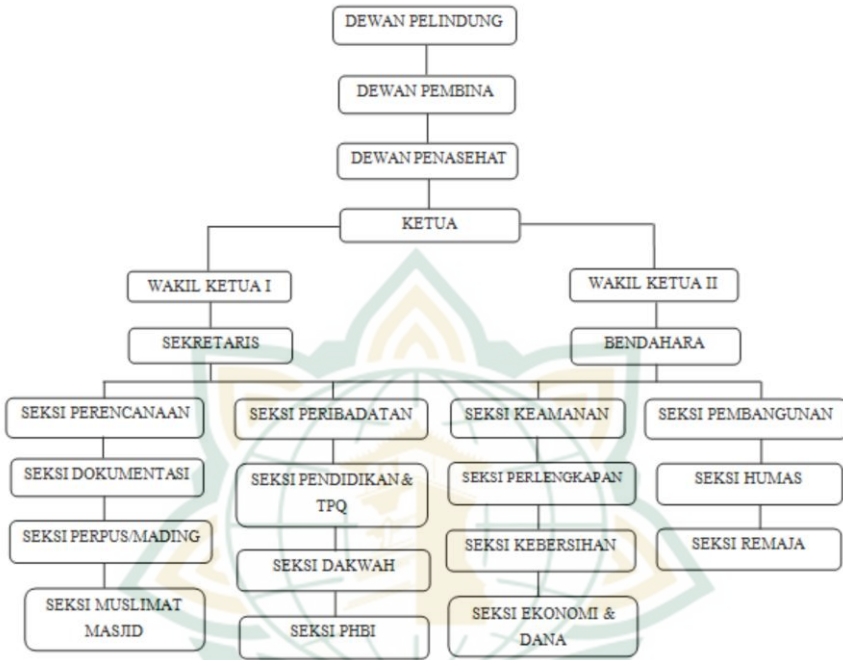 DEWAN PELINDUNG
DEWAN PEMBINA
DEWAN PENASEHAT
KETUA
WAKIL KETUA I
WAKIL KETUA II
SEKRETARIS
BENDAHARA
SEKSI PERENCANAAN
SEKSI PERIBADATAN
SEKSI KEAMANAN
SEKSI PEMBANGUNAN
SEKSI DOKUMENTASI
SEKSI PENDIDIKAN &
TPQ
SEKSI PERLENGKAPAN
SEKSI HUMAS
SEKSI PERPUS/MADING
SEKSI DAKWAH
SEKSI KEBERSIHAN
SEKSI REMAJA
SEKSI MUSLIMAT
MASJID
SEKSI PHBI
SEKSI EKONOMI &
DANA